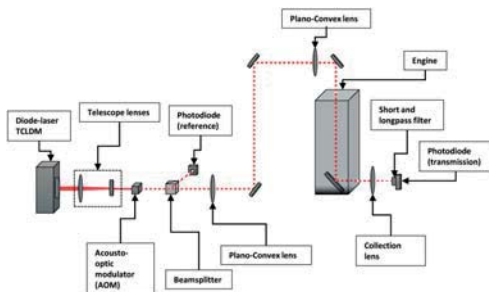 Plano-Convex lens
Engine
Short and
longpass filter
Photodiode
(transmission)
Telescope lenses
Photodiode
(reference)
Diode-laser
TCLDM
Acousto-
optic
modulator
(AOM)
Beamsplitter
Plano-Convex lens
Collection
lens